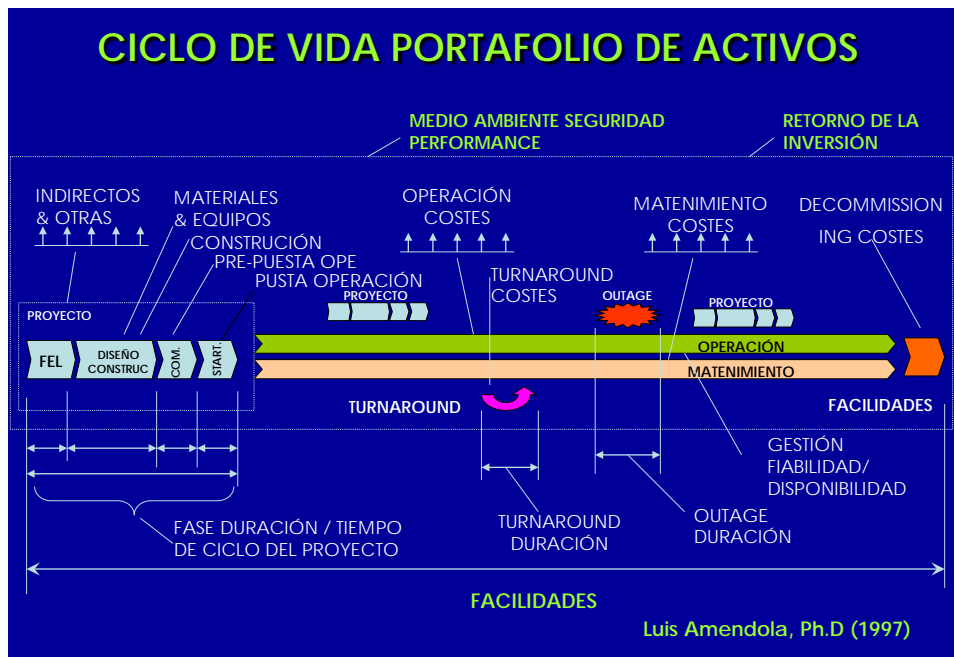 CICLO DE VIDA PORTAFOLIO DE ACTIVOS
MEDIO AMBIENTE SEGURIDAD
PERFORMANCE
RETORNO DE LA
INVERSIÓN
INDIRECTOS
& OTRAS
MATERIALES
& EQUIPOS
CONSTRUCIÓN
PRE-PUESTA OPE
PUSTA OPERACIÓN
OPERACIÓN
COSTES
MATENIMIENTO
COSTES
DECOMMISSION
ING COSTES
TURNAROUND
COSTES
PROYECTO
OUTAGE
PROYECTO
PROYECTO
FEL
DISEÑO
CONSTRUC
COM.
START.
OPERACIÓN
MATENIMIENTO
TURNAROUND
FACILIDADES
GESTIÓN
FIABILIDAD/
DISPONIBILIDAD
TURNAROUND
DURACIÓN
OUTAGE
DURACIÓN
FASE DURACIÓN / TIEMPO
DE CICLO DEL PROYECTO
FACILIDADES
Luis Amendola, Ph.D (1997)